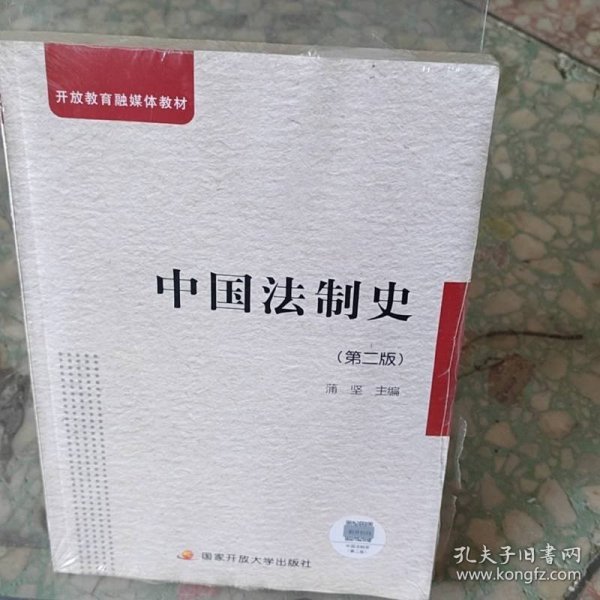 开放教育融媒体教材
中国法制史
(第二版)
蒲 坚 主编
国家开放大学出版社
孔夫子旧书网
www.kongfz.com